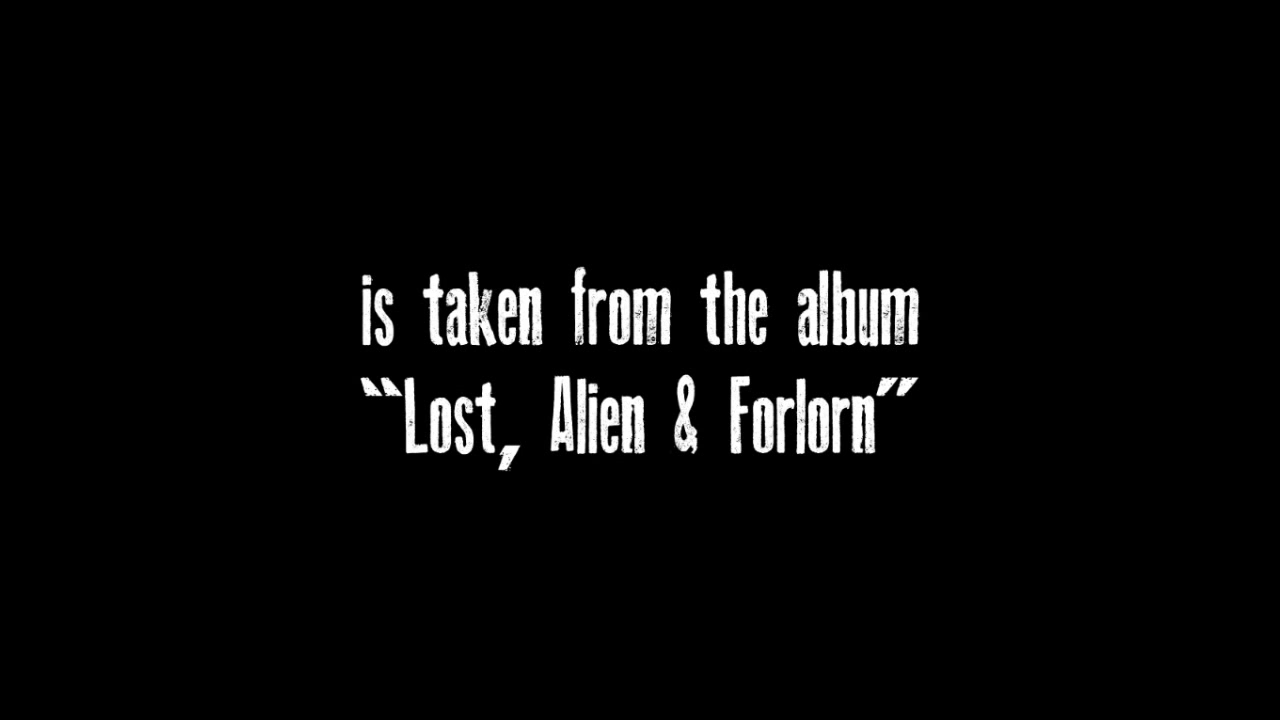 is taken from the album
“Lost, Alien & Forlorn”